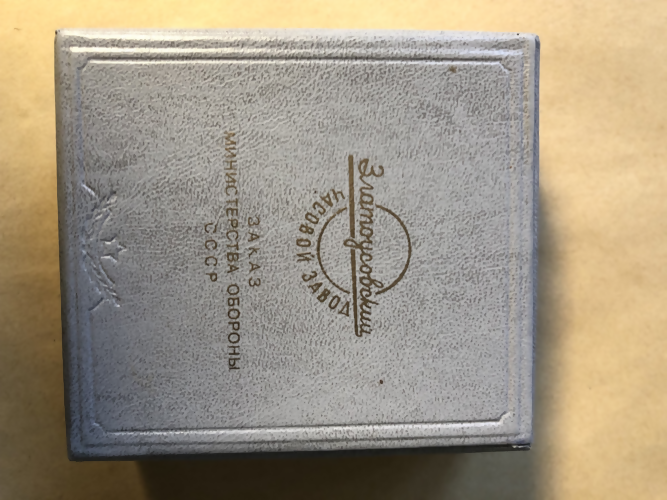 Златоустовский
ЧАСОВОЙ ЗАВОД
ЗАКАЗ
МИНИСТЕРСТВА ОБОРОНЫ
СССР